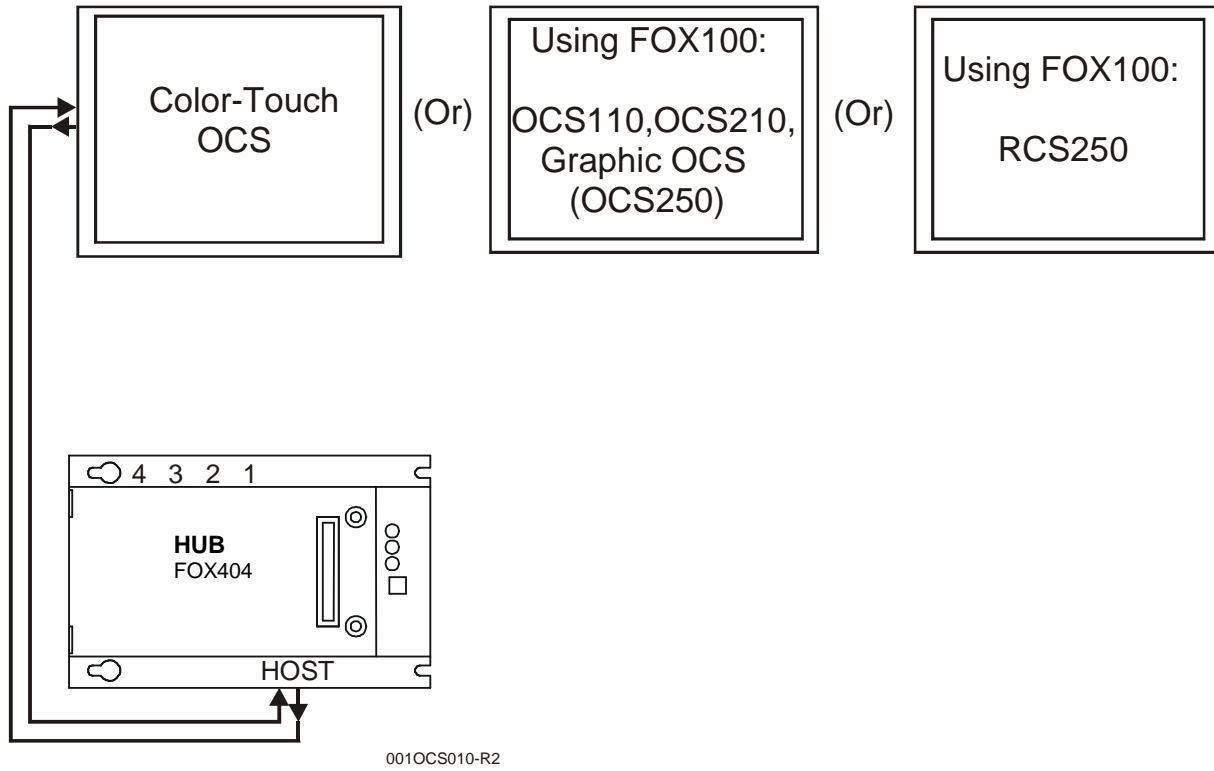 Color-Touch
OCS
(Or)
Using FOX100:
OCS110,OCS210,
Graphic OCS
(OCS250)
(Or)
Using FOX100:
RCS250
4 3 2 1
HUB
FOX404
HOST
001OCS010-R2